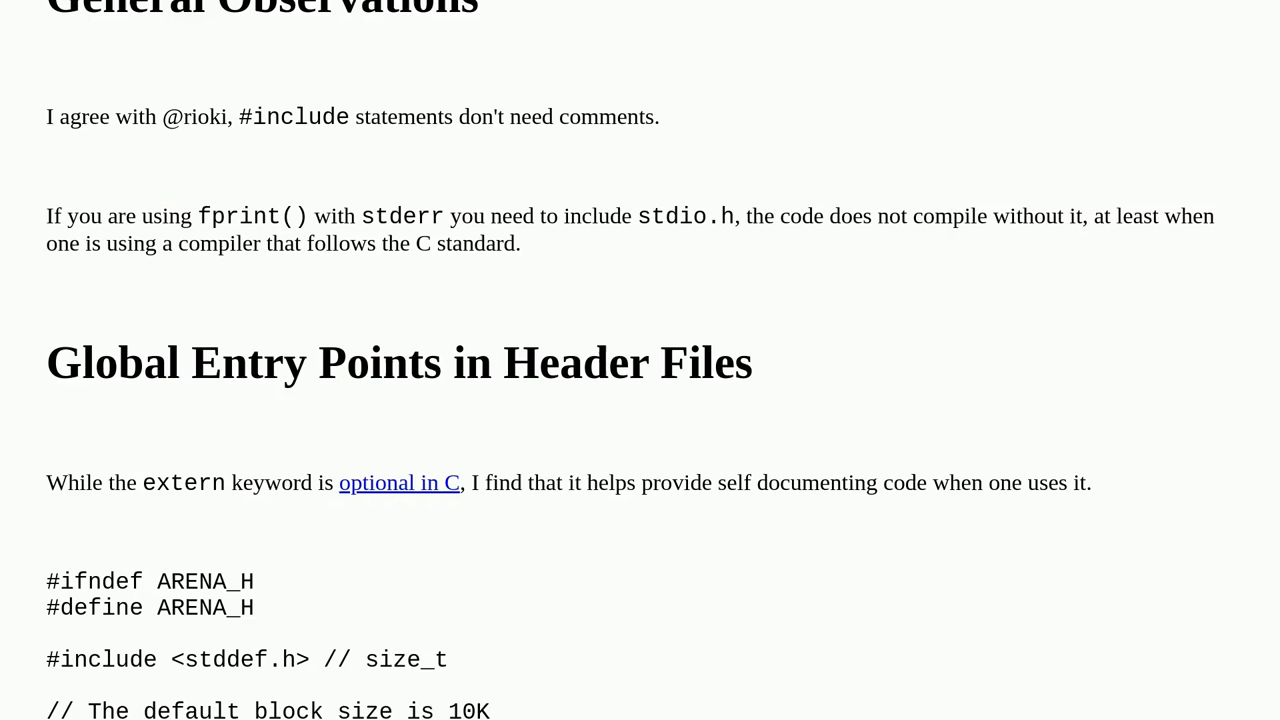 General Observations
I agree with @rioki, #include statements don't need comments.
If you are using fprint() with stderr you need to include stdio.h, the code does not compile without it, at least when
one is using a compiler that follows the C standard.
Global Entry Points in Header Files
While the extern keyword is optional in C, I find that it helps provide self documenting code when one uses it.
#ifndef ARENA_H
#define ARENA_H
#include <stddef.h> // size_t
// The default block size is 10K